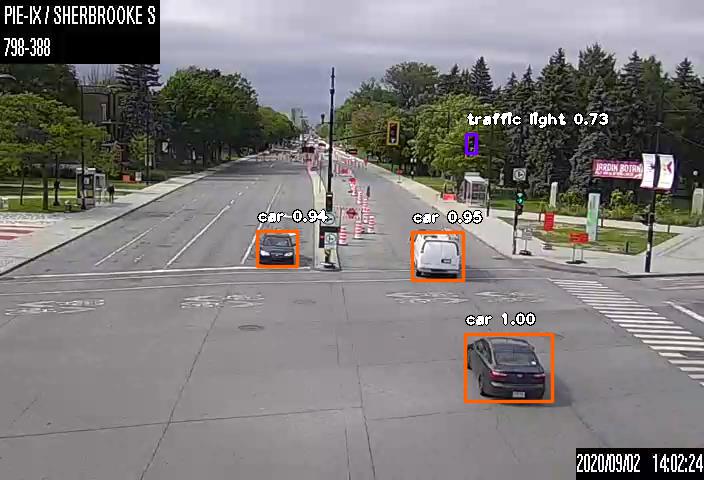 PIE-IX / SHERBROOKE S
798-388
traffic light 0.73
car 0.94
car 0.95
JARDIN BOTAN
car 1.00
2020/09/02 14:02:24